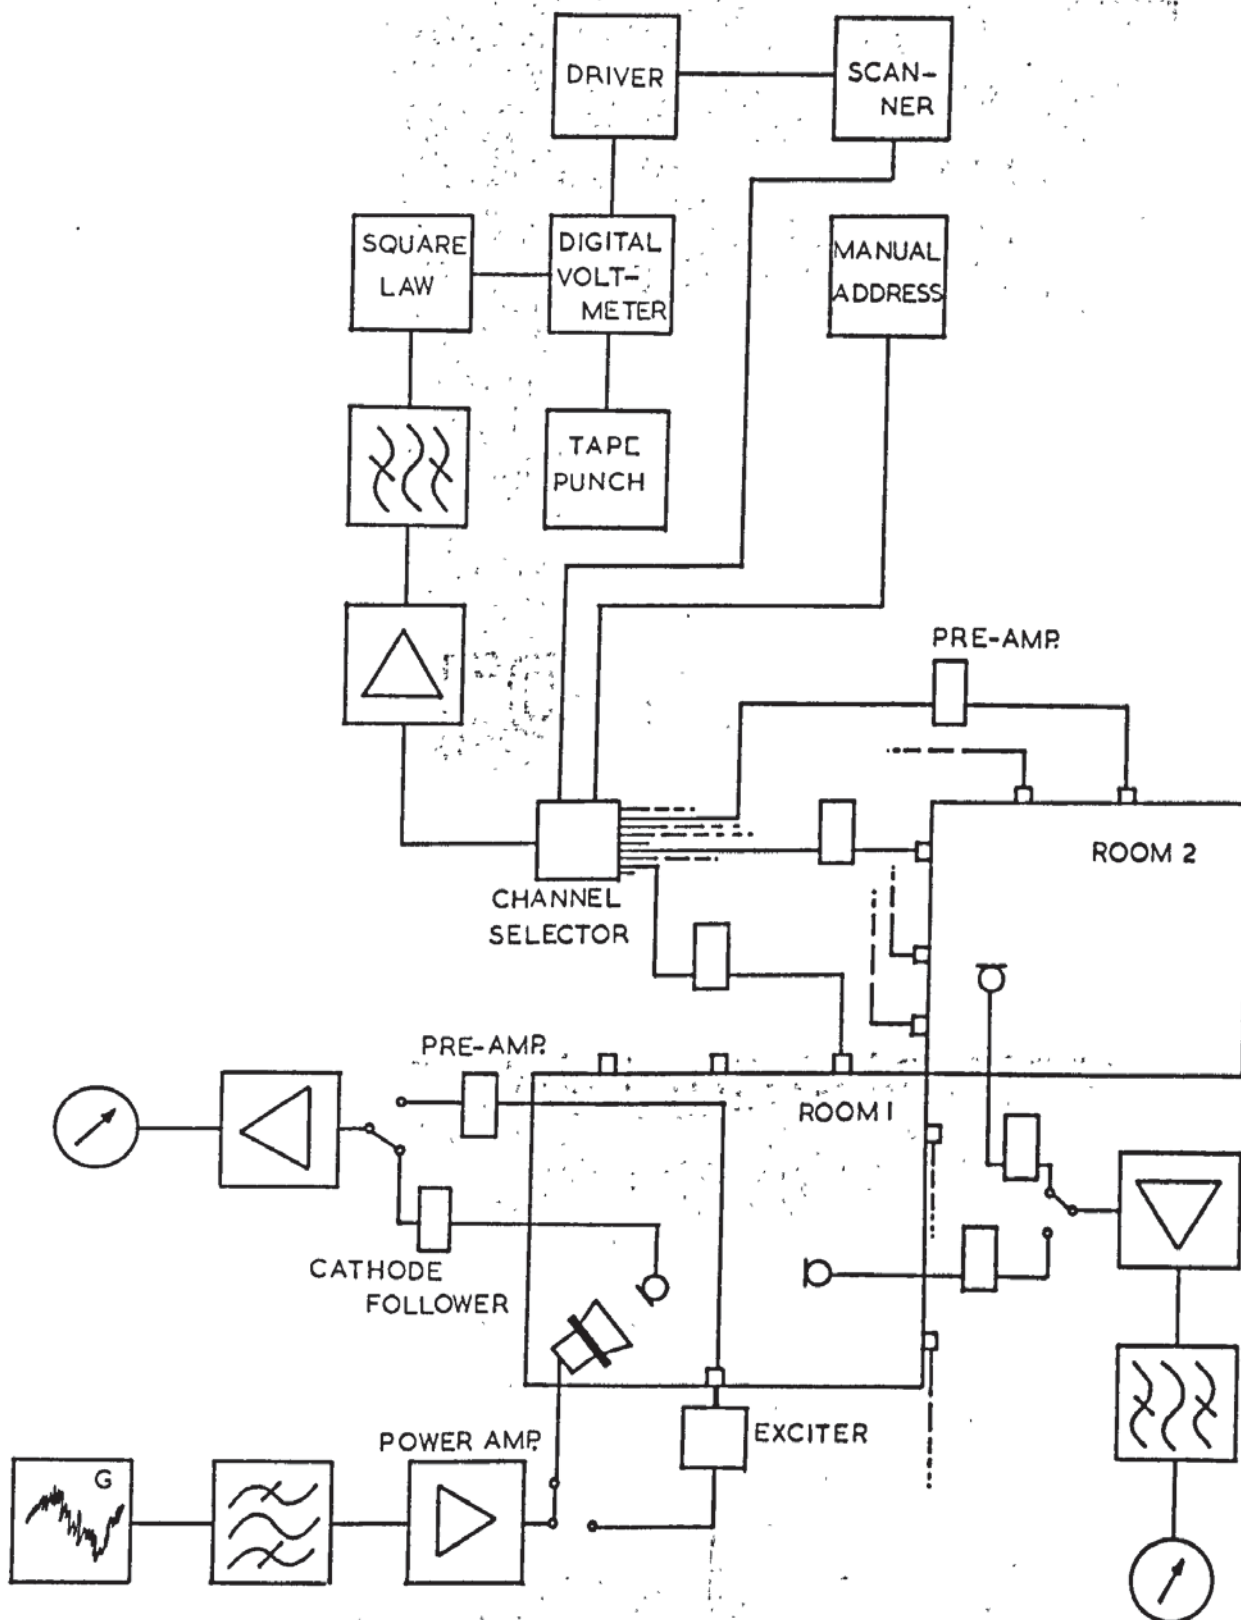 DRIVER
SCAN-
NER
SQUARE
LAW
DIGITAL
VOLT-
METER
MANUAL
ADDRESS
TAPE
PUNCH
PRE-AMP.
ROOM 2
CHANNEL
SELECTOR
PRE-AMP.
ROOM 1
CATHODE
FOLLOWER
POWER AMP.
EXCITER
G